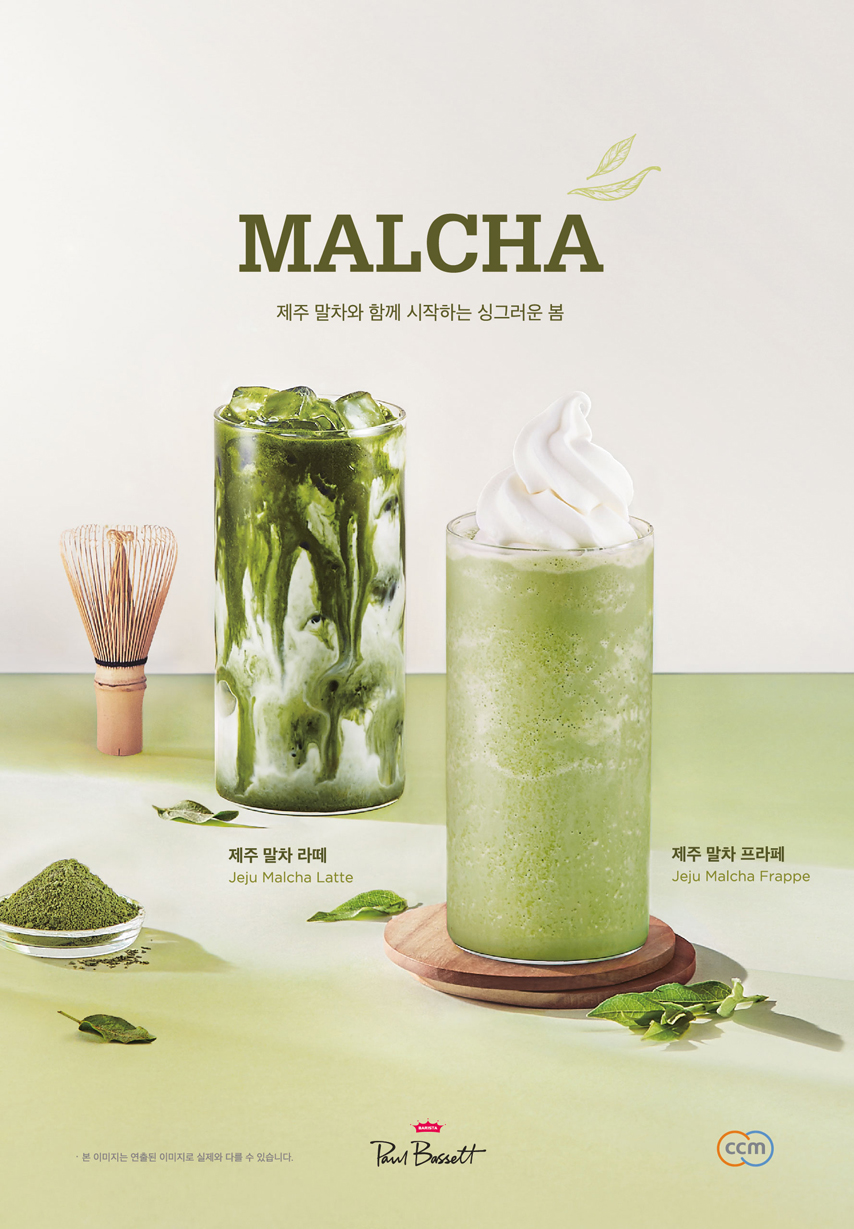 MALCHA
제주 말차와 함께 시작하는 싱그러운 봄
제주 말차 라떼
Jeju Malcha Latte
제주 말차 프라페
Jeju Malcha Frappe
· 본 이미지는 연출된 이미지로 실제와 다를 수 있습니다.
BARISTA
Paul Bassett
ccm